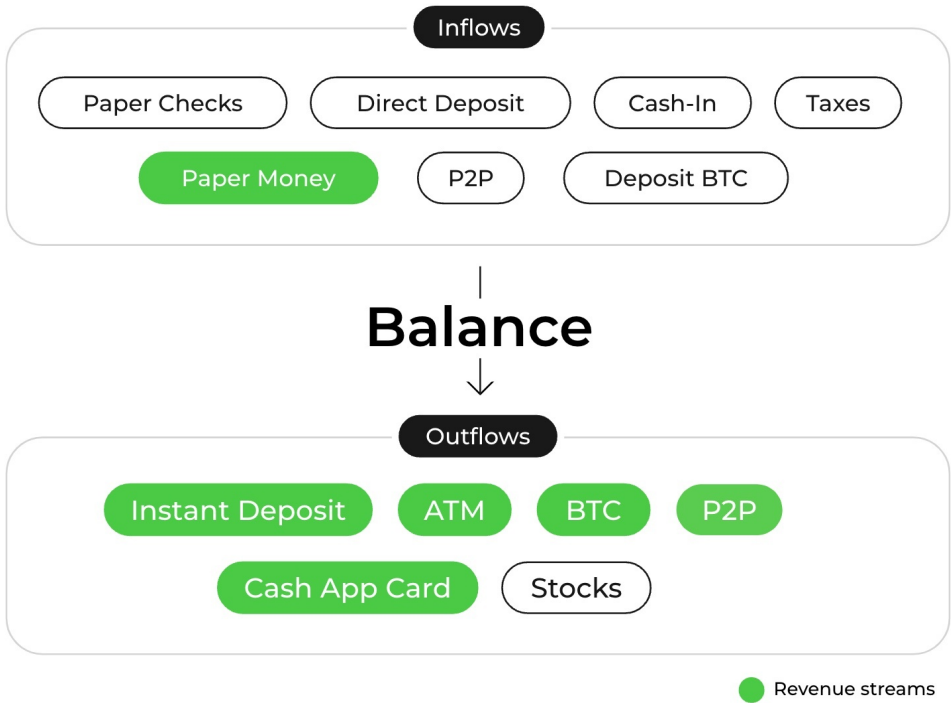 Inflows
Paper Checks Direct Deposit Cash-In Taxes
Paper Money P2P Deposit BTC
Balance
Outflows
Instant Deposit ATM BTC P2P
Cash App Card Stocks
Revenue streams